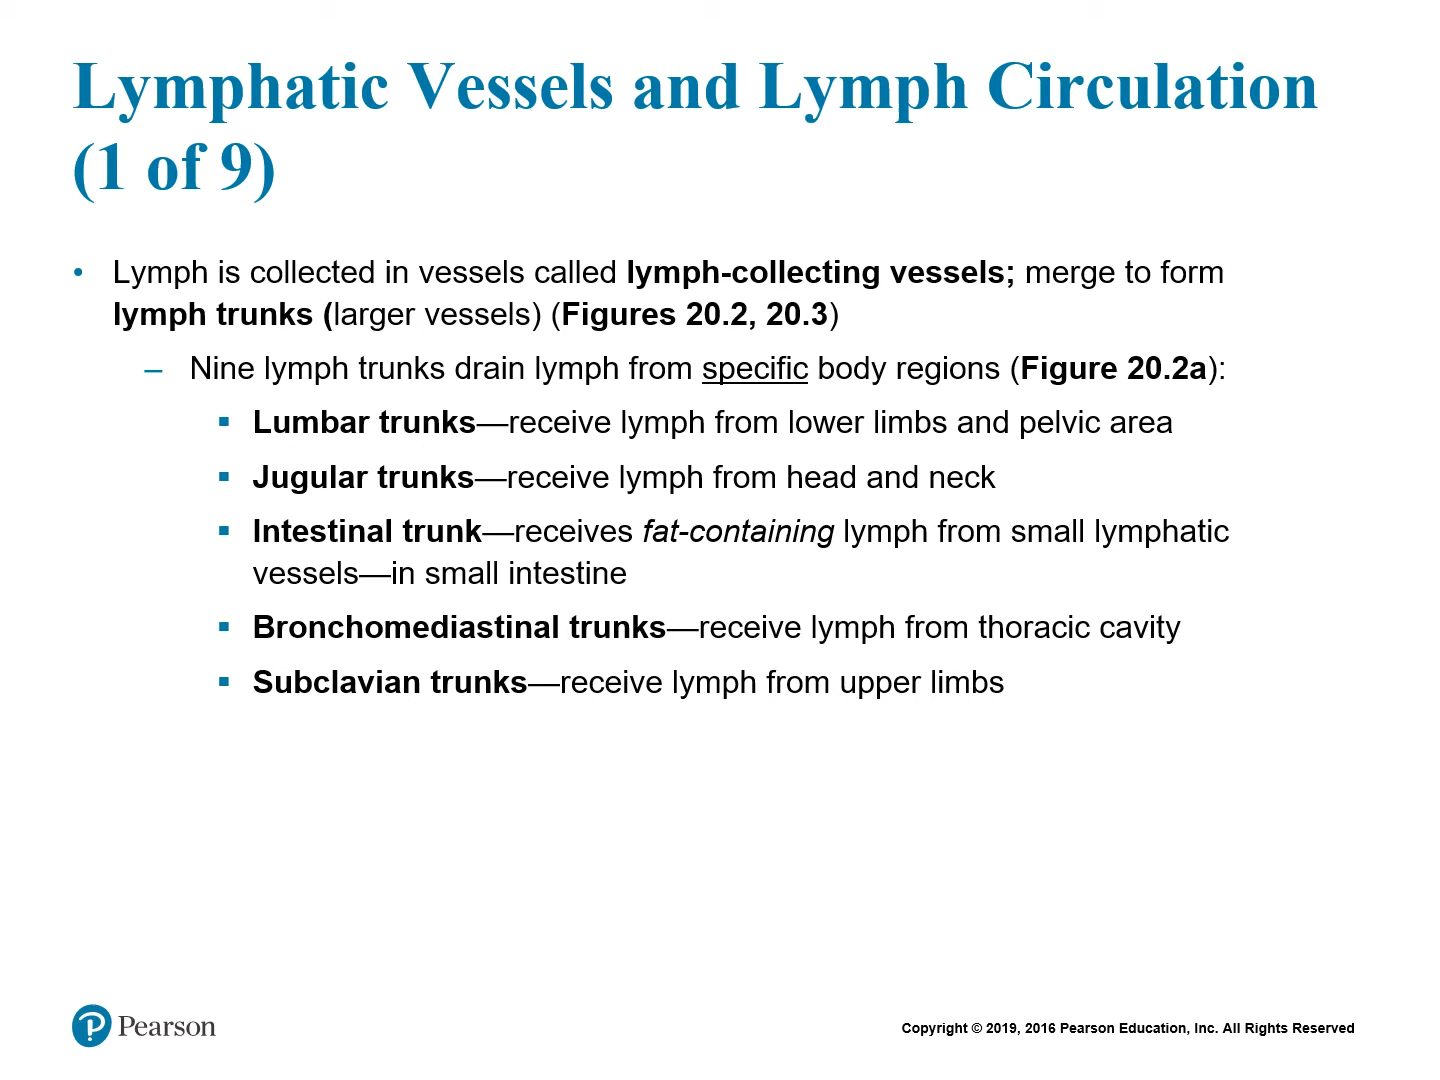 Lymphatic Vessels and Lymph Circulation
(1 of 9)
• Lymph is collected in vessels called lymph-collecting vessels; merge to form
lymph trunks (larger vessels) (Figures 20.2, 20.3)
– Nine lymph trunks drain lymph from specific body regions (Figure 20.2a):
▪ Lumbar trunks—receive lymph from lower limbs and pelvic area
▪ Jugular trunks—receive lymph from head and neck
▪ Intestinal trunk—receives fat-containing lymph from small lymphatic
vessels—in small intestine
▪ Bronchomediastinal trunks—receive lymph from thoracic cavity
▪ Subclavian trunks—receive lymph from upper limbs
Pearson
Copyright © 2019, 2016 Pearson Education, Inc. All Rights Reserved